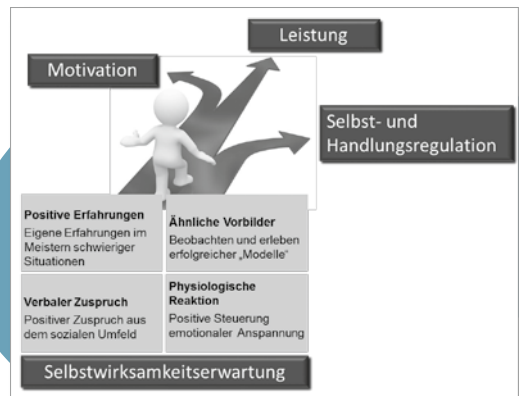 Leistung
Motivation
Selbst- und
Handlungsregulation
Positive Erfahrungen
Eigene Erfahrungen im
Meistern schwieriger
Situationen
Ähnliche Vorbilder
Beobachten und erleben
erfolgreicher „Modelle“
Verbaler Zuspruch
Positiver Zuspruch aus
dem sozialen Umfeld
Physiologische
Reaktion
Positive Steuerung
emotionaler Anspannung
Selbstwirksamkeitserwartung